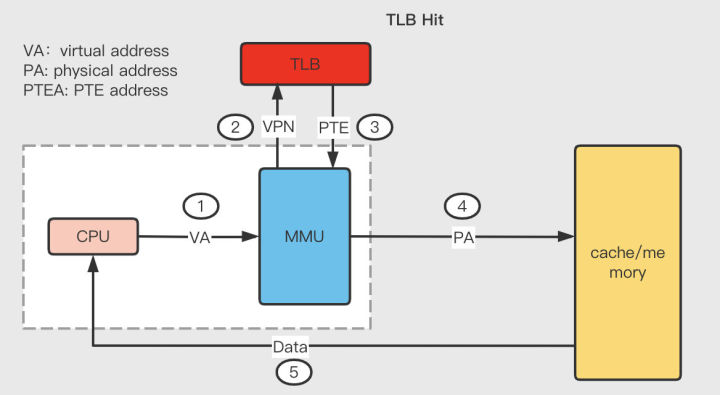 TLB Hit
VA: virtual address
PA: physical address
PTEA: PTE address
TLB
2
VPN
PTE
3
1
4
CPU
VA
MMU
PA
cache/me
mory
Data
5